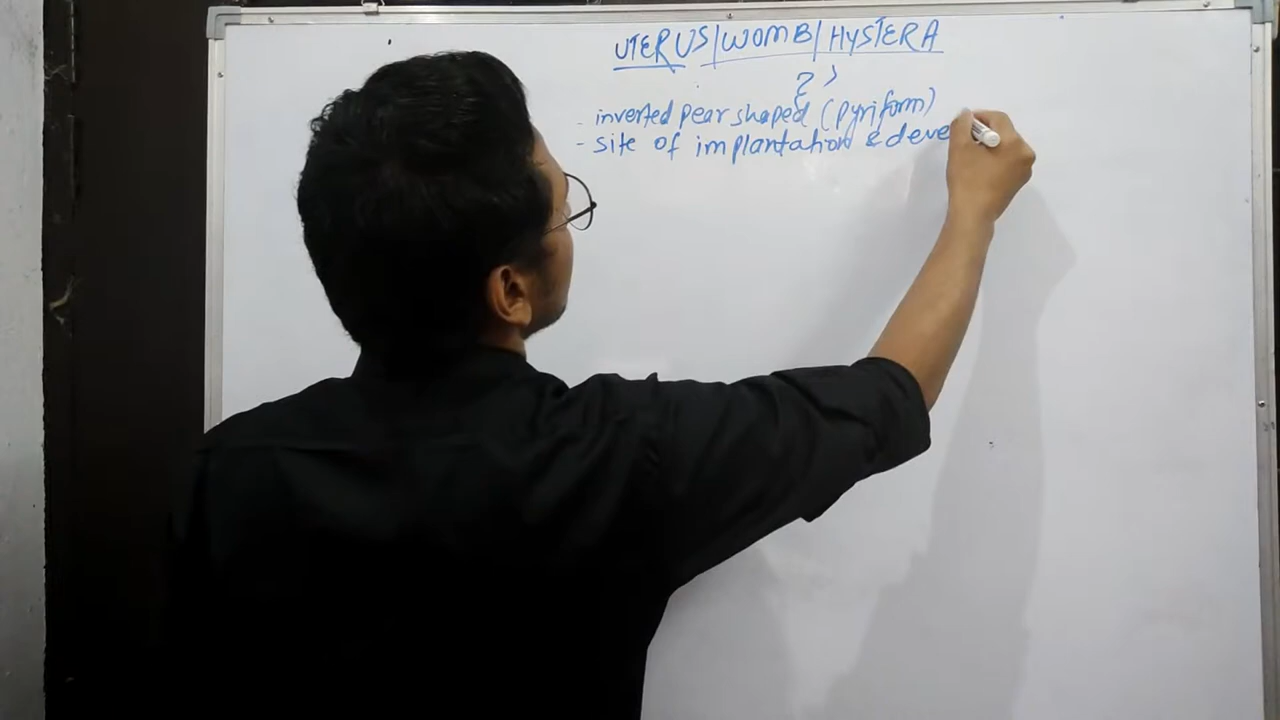 UTERUS/WOMB/HYSTERA
- inverted pear shaped (pyriform)
- site of implantation & deve